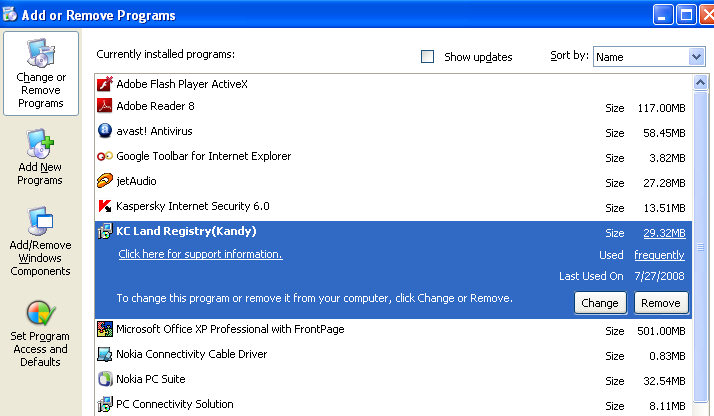 Add or Remove Programs
Change or
Remove
Programs
Add New
Programs
Add/Remove
Windows
Components
Set Program
Access and
Defaults
Currently installed programs:
Show updates
Sort by: Name
Adobe Flash Player ActiveX
Adobe Reader 8 Size 117.00MB
avast! Antivirus Size 58.45MB
Google Toolbar for Internet Explorer Size 3.82MB
jetAudio Size 27.28MB
Kaspersky Internet Security 6.0 Size 13.51MB
KC Land Registry(Kandy) Size 29.32MB
Click here for support information. Used frequently
Last Used On 7/27/2008
To change this program or remove it from your computer, click Change or Remove. Change Remove
Microsoft Office XP Professional with FrontPage Size 501.00MB
Nokia Connectivity Cable Driver Size 0.83MB
Nokia PC Suite Size 32.54MB
PC Connectivity Solution Size 8.11MB